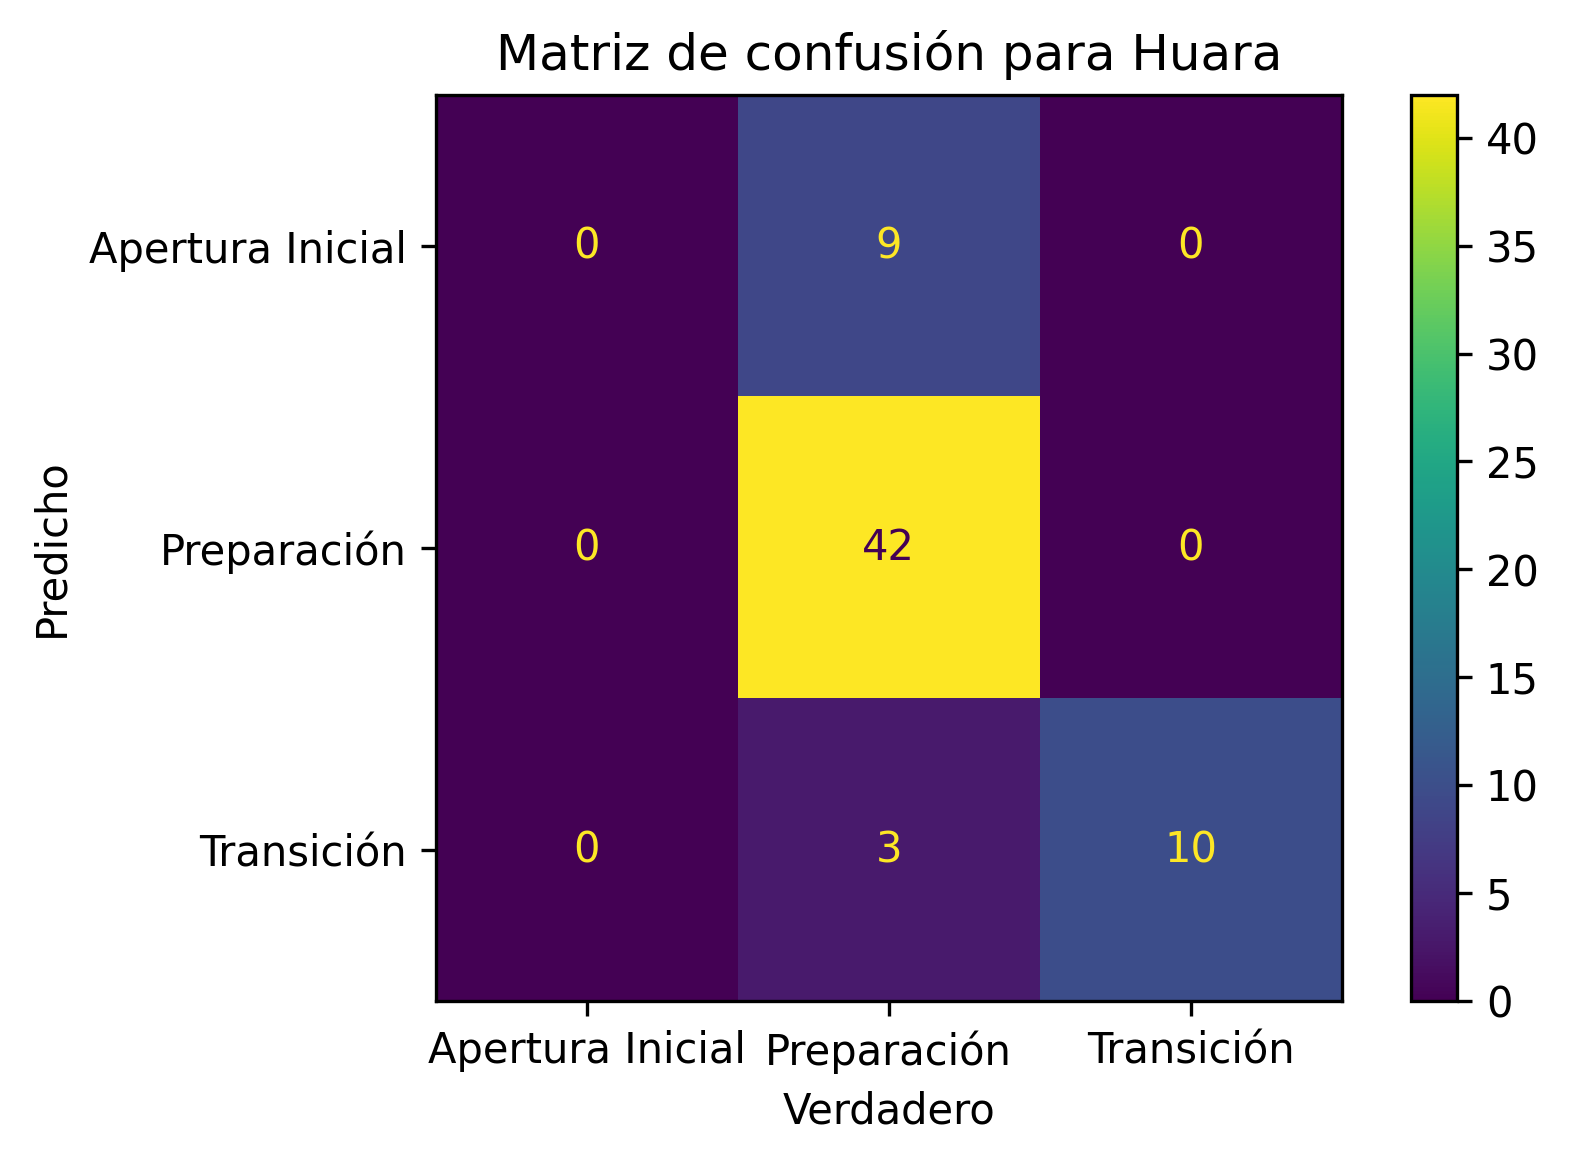 Matriz de confusión para Huara
Predicho
Apertura Inicial
0 9 0
Preparación
0 42 0
Transición
0 3 10
Apertura Inicial Preparación Transición
Verdadero
40
35
30
25
20
15
10
5
0